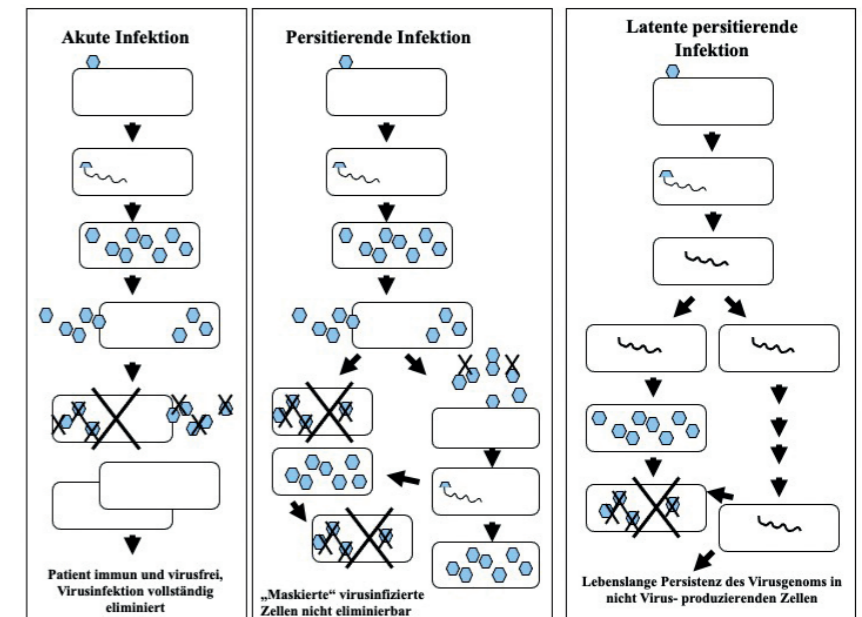 Akute Infektion
Persitierende Infektion
Latente persitierende
Infektion
Patient immun und virusfrei,
Virusinfektion vollständig
eliminiert
„Maskierte“ virusinfizierte
Zellen nicht eliminierbar
Lebenslange Persistenz des Virusgenoms in
nicht Virus- produzierenden Zellen